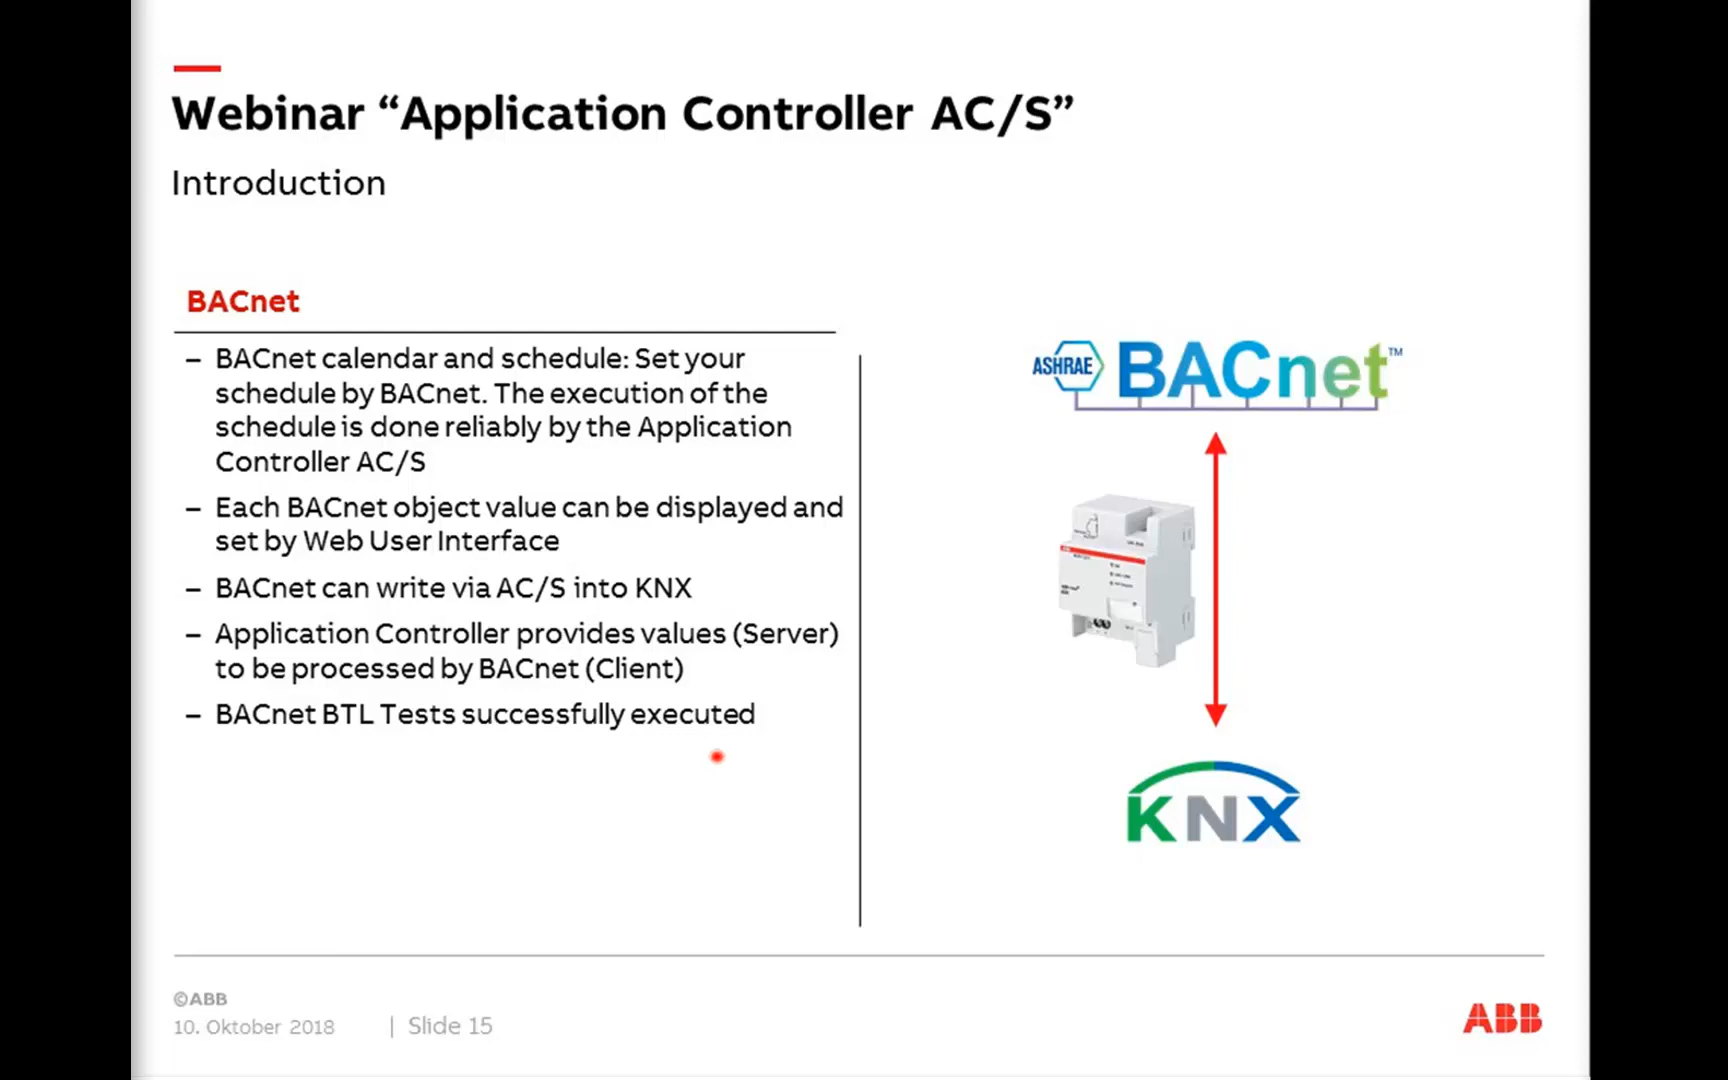 Webinar “Application Controller AC/S”
Introduction
BACnet
– BACnet calendar and schedule: Set your
schedule by BACnet. The execution of the
schedule is done reliably by the Application
Controller AC/S
– Each BACnet object value can be displayed and
set by Web User Interface
– BACnet can write via AC/S into KNX
– Application Controller provides values (Server)
to be processed by BACnet (Client)
– BACnet BTL Tests successfully executed
ASHRAE BACnet™
KNX
©ABB
10. Oktober 2018 | Slide 15
ABB